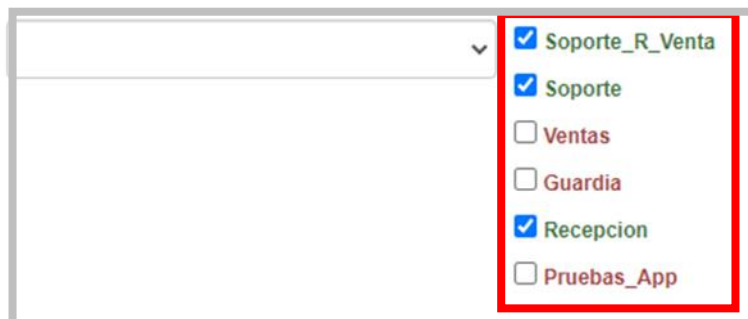 Soporte_R_Venta
Soporte
Ventas
Guardia
Recepcion
Pruebas_App